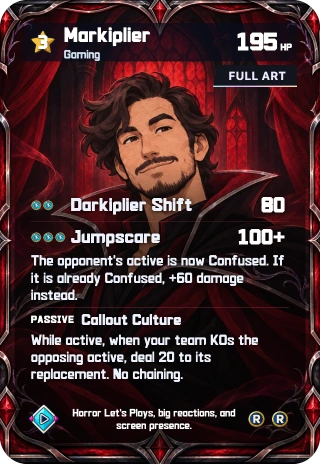 3
Markiplier
195 HP
Gaming
FULL ART
Darkiplier Shift 80
Jumpscare 100+
The opponent's active is now Confused. If
it is already Confused, +60 damage
instead.
PASSIVE Callout Culture
While active, when your team KOs the
opposing active, deal 20 to its
replacement. No chaining.
Horror Let's Plays, big reactions, and
screen presence.
R R